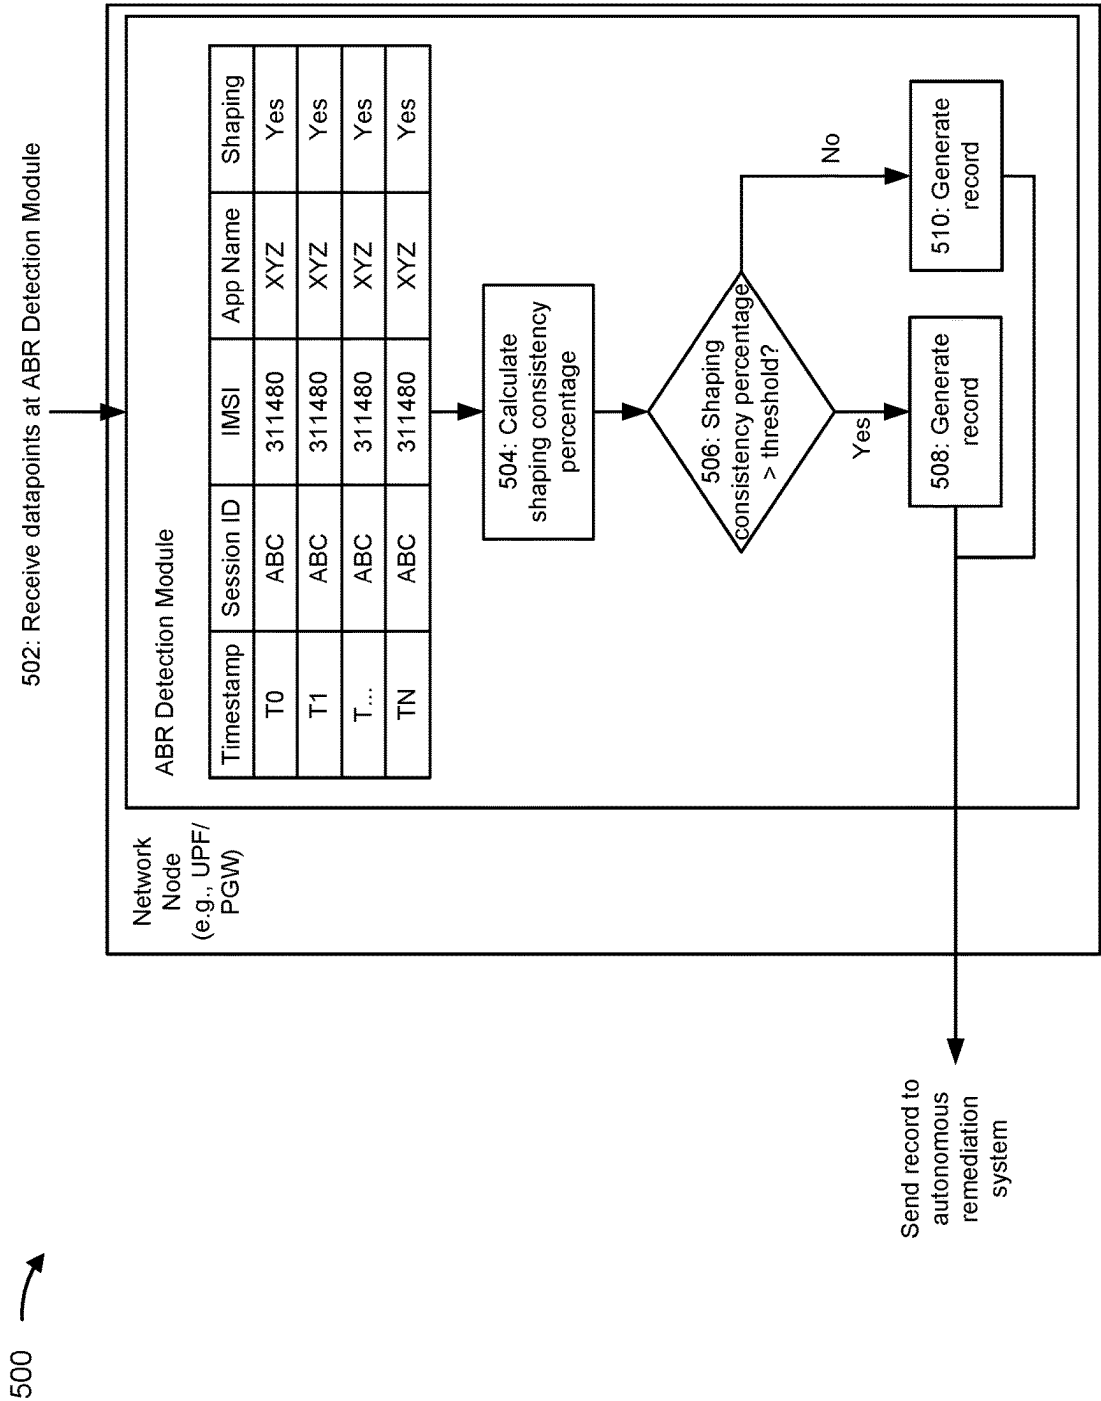 500
502: Receive datapoints at ABR Detection Module
Network
Node
(e.g., UPF/
PGW)
ABR Detection Module
Timestamp Session ID IMSI App Name Shaping
T0 ABC 311480 XYZ Yes
T1 ABC 311480 XYZ Yes
T... ABC 311480 XYZ Yes
TN ABC 311480 XYZ Yes
504: Calculate
shaping consistency
percentage
506: Shaping
consistency percentage
> threshold?
Yes
No
508: Generate
record
510: Generate
record
Send record to
autonomous
remediation
system